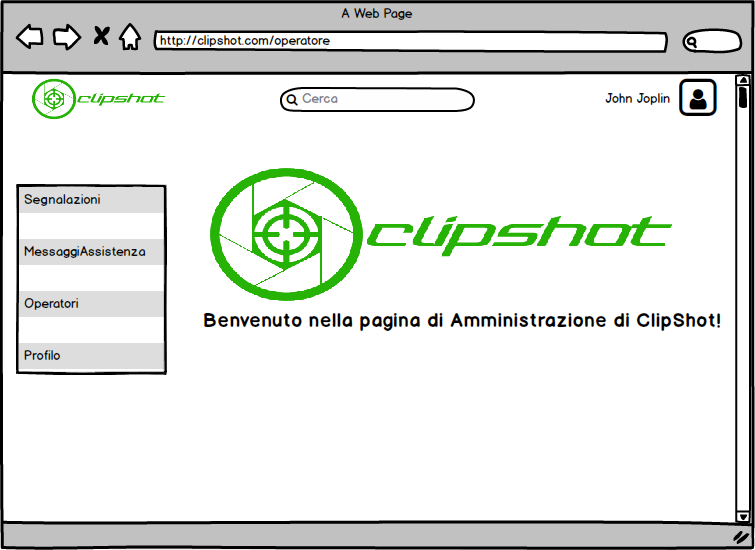 A Web Page
http://clipshot.com/operatore
clipshot
Cerca
John Joplin
Segnalazioni
MessaggiAssistenza
Operatori
Profilo
clipshot
Benvenuto nella pagina di Amministrazione di ClipShot!